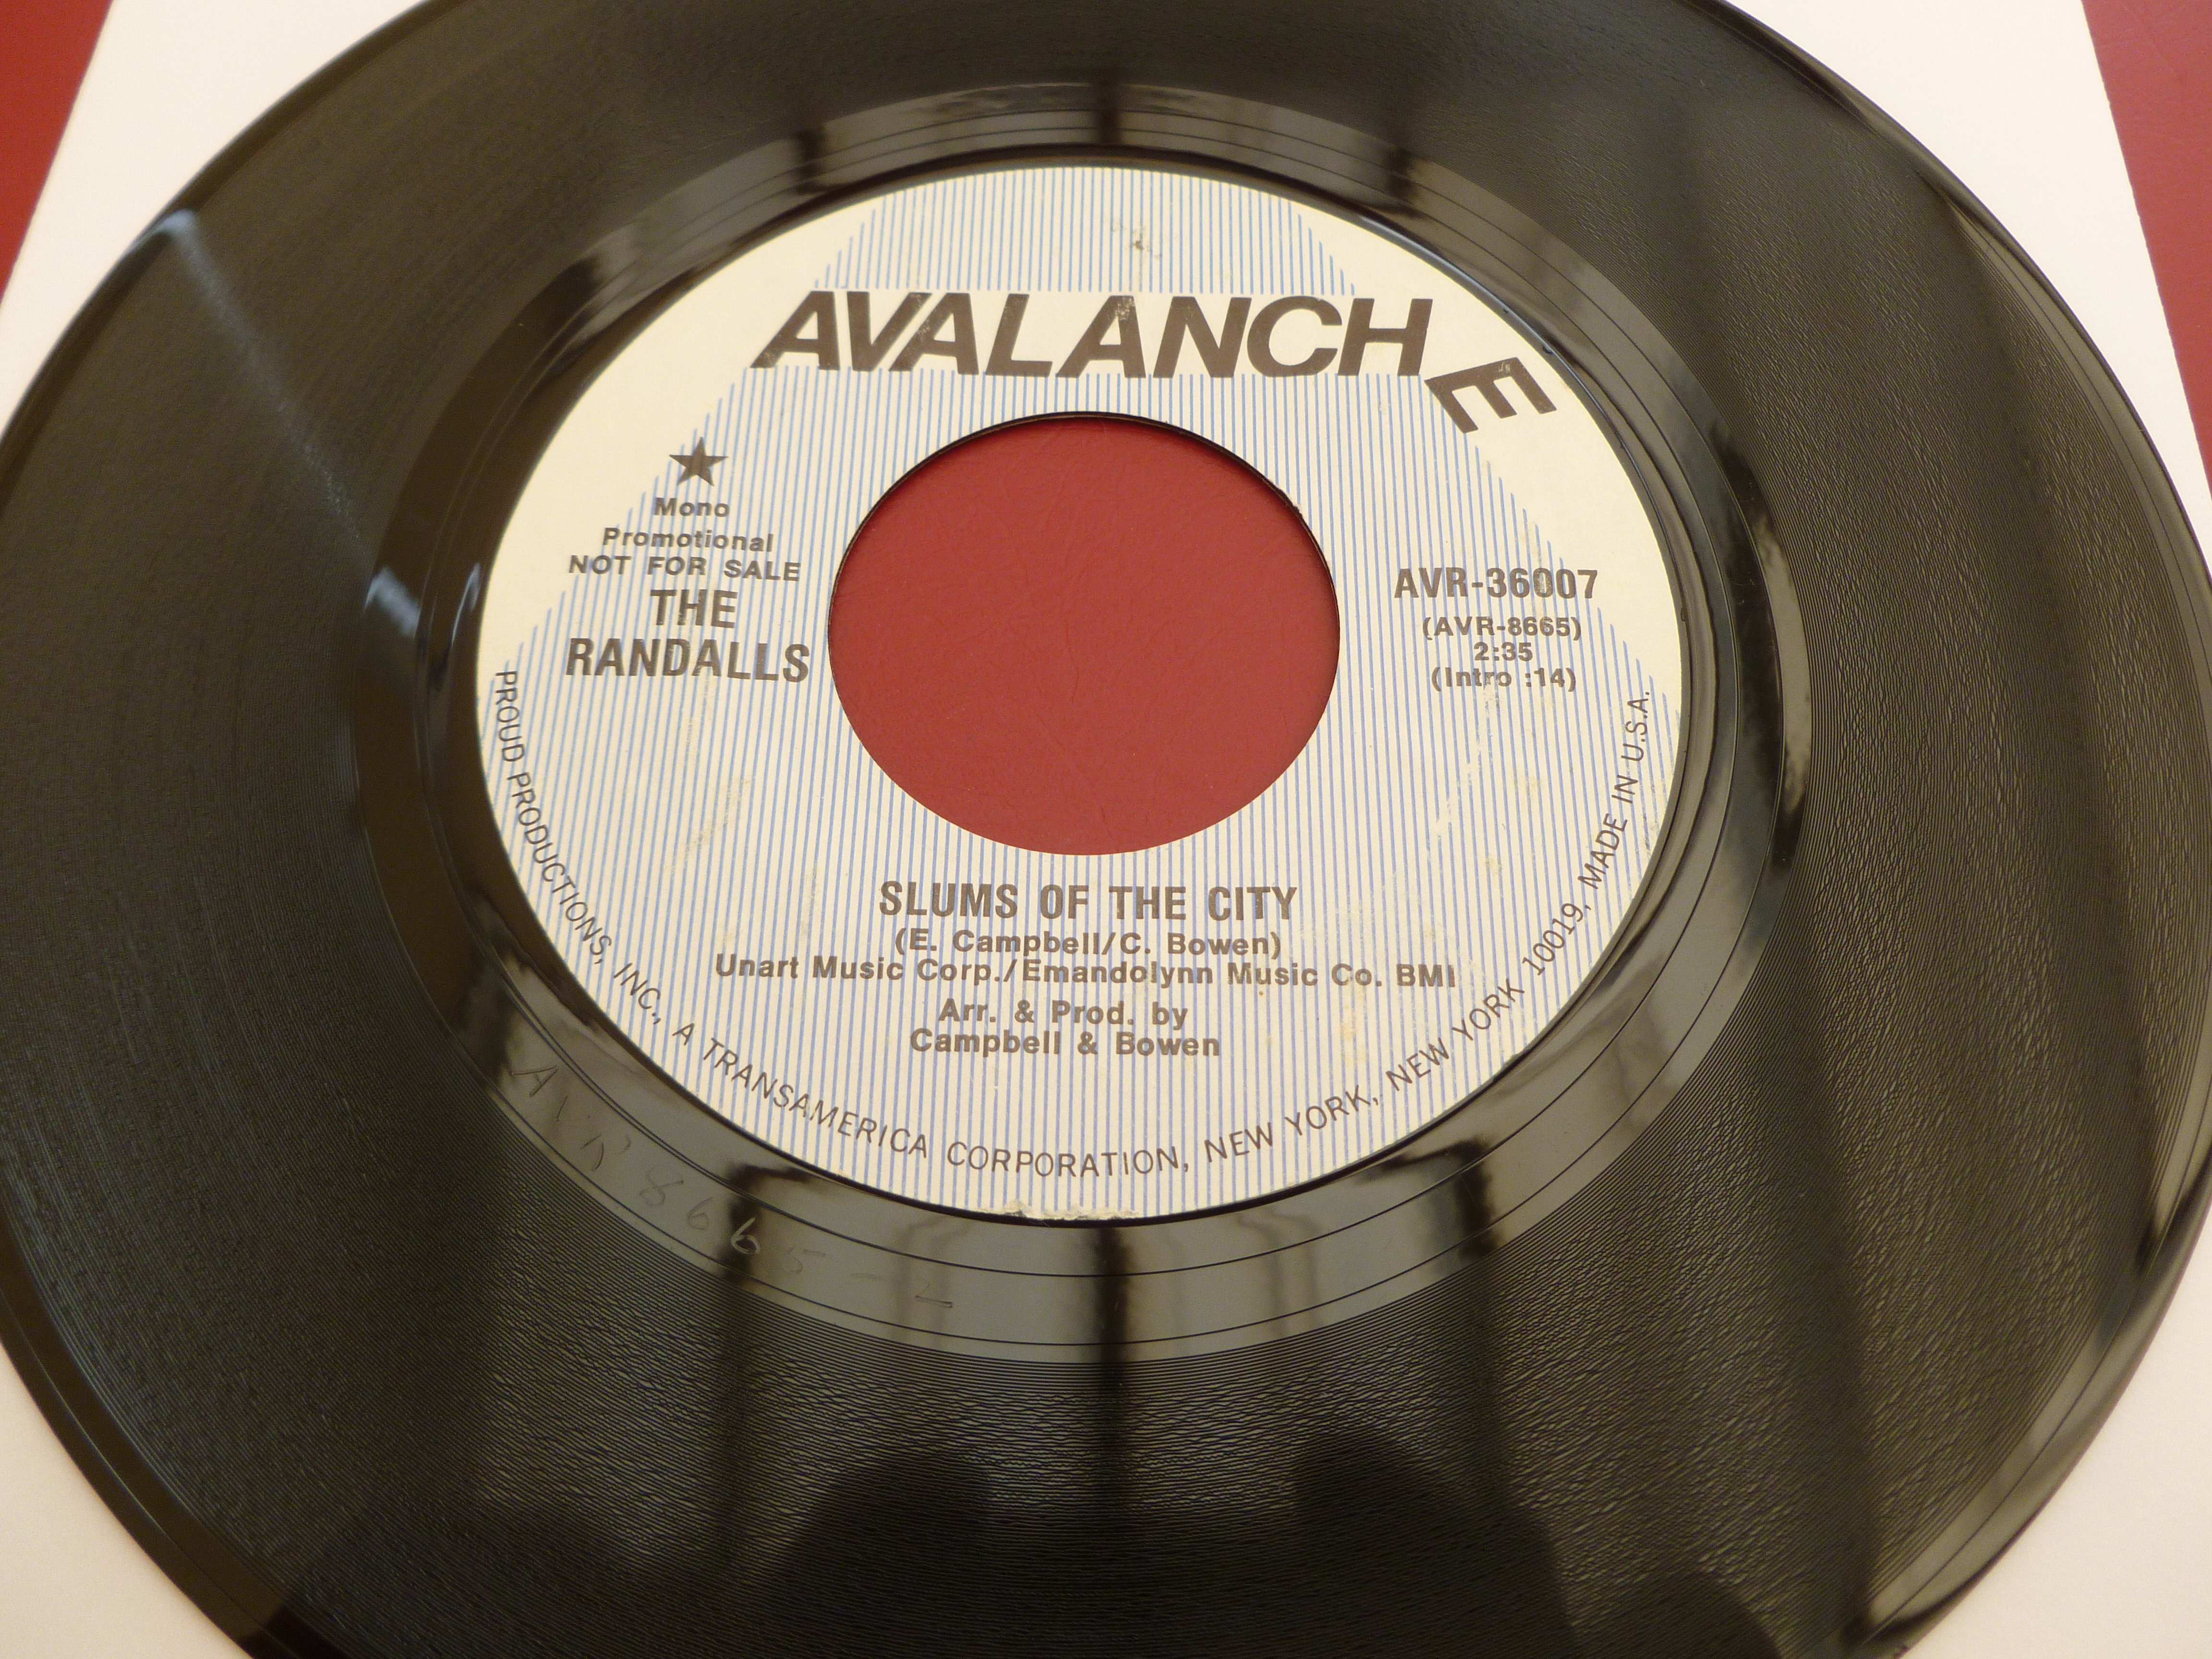 AVALANCHE
Mono
Promotional
NOT FOR SALE
THE
RANDALLS
AVR-36007
(AVR-8665)
2:35
(Intro :14)
SLUMS OF THE CITY
(E. Campbell/C. Bowen)
Unart Music Corp./Emandolynn Music Co. BMI
Arr. & Prod. by
Campbell & Bowen
PROUD PRODUCTIONS, INC., A TRANSAMERICA CORPORATION, NEW YORK, NEW YORK 10019, MADE IN U.S.A.
AVR 8665